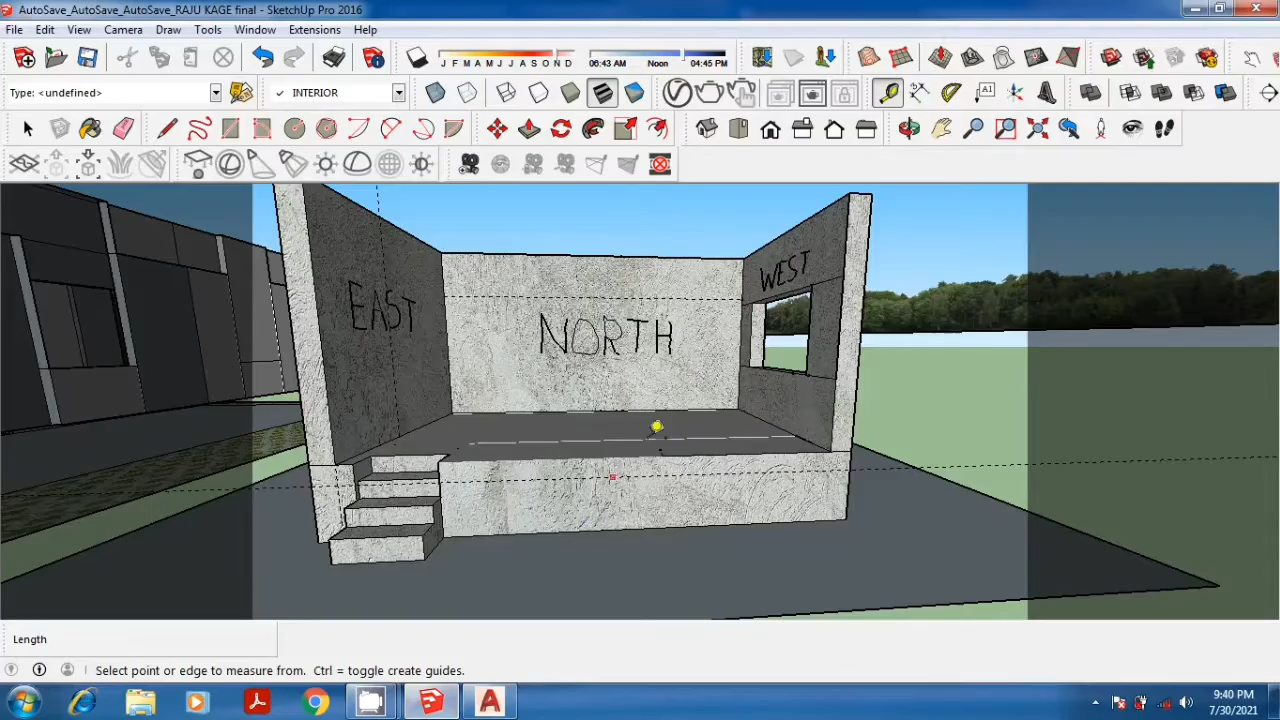 AutoSave_AutoSave_AutoSave_RAJU KAGE final - SketchUp Pro 2016
File Edit View Camera Draw Tools Window Extensions Help
J F M A M J J A S O N D 06:43 AM Noon 04:45 PM
Type: <undefined> INTERIOR A1
EAST NORTH WEST
Length
Select point or edge to measure from. Ctrl = toggle create guides.
9:40 PM
7/30/2021